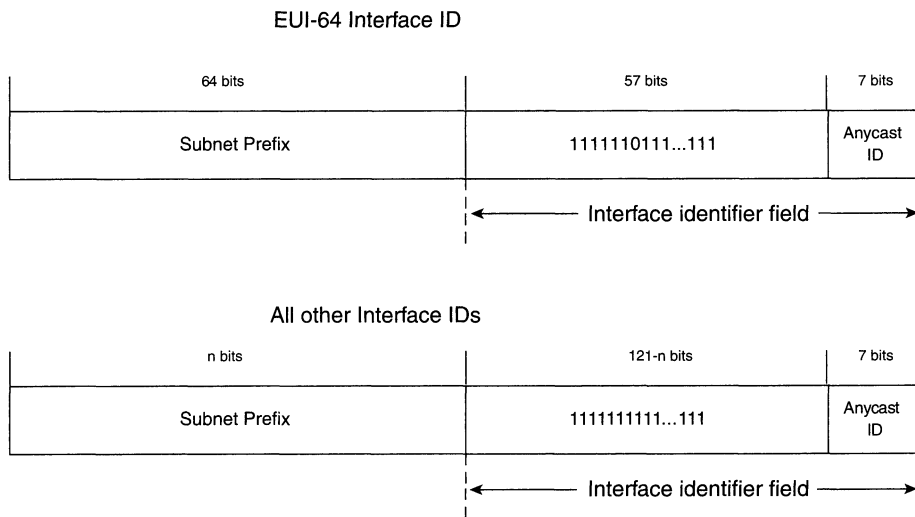 EUI-64 Interface ID
64 bits
57 bits
7 bits
Subnet Prefix
1111110111...111
Anycast
ID
Interface identifier field
All other Interface IDs
n bits
121-n bits
7 bits
Subnet Prefix
1111111111...111
Anycast
ID
Interface identifier field